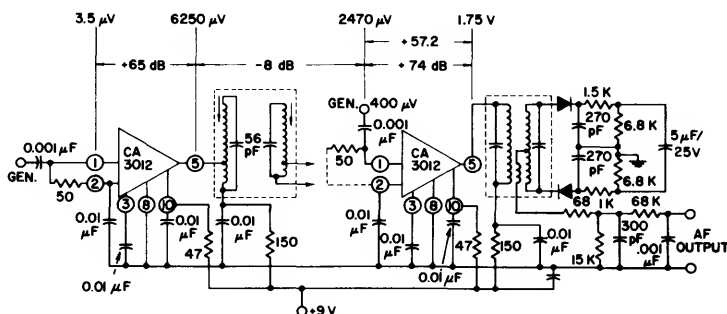 3.5 μV
6250 μV
2470 μV
1.75 V
+57.2
+65 dB
-8 dB
+74 dB
GEN.
400 μV
0.001 μF
50
0.001 μF
GEN.
50
1
2
CA 3012
5
3
8
10
56 pF
1
2
CA 3012
5
3
8
10
1.5 K
270 pF
6.8 K
270 pF
6.8 K
5 μF/ 25V
1K
68
68 K
0.01 μF
0.01 μF
0.01 μF
0.01 μF
47
150
0.01 μF
0.01 μF
0.01 μF
47
150
0.01 μF
15 K
300 pF
.001 μF
AF OUTPUT
+9 V